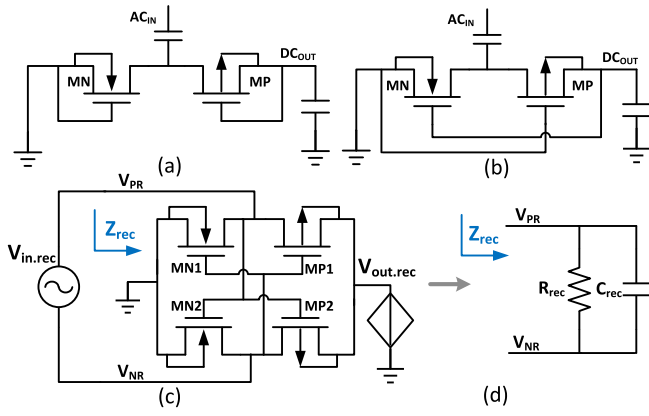 AC_IN
MN
MP
DC_OUT
(a)
AC_IN
MN
MP
DC_OUT
(b)
V_PR
Z_rec
V_in.rec
MN1
MP1
MN2
MP2
V_out.rec
V_NR
(c)
V_PR
Z_rec
R_rec
C_rec
V_NR
(d)